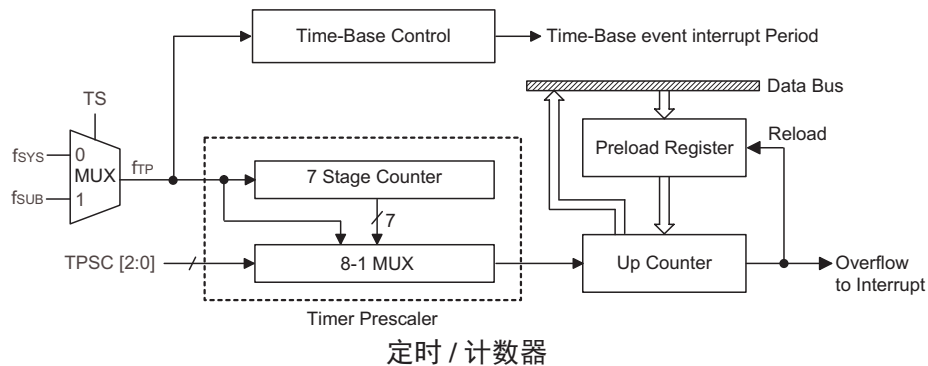 Time-Base Control
Time-Base event interrupt Period
Data Bus
TS
fSYS
0
MUX
fTP
fSUB
1
7 Stage Counter
7
Preload Register
Reload
TPSC [2:0]
8-1 MUX
Up Counter
Overflow
to Interrupt
Timer Prescaler
定时 / 计数器